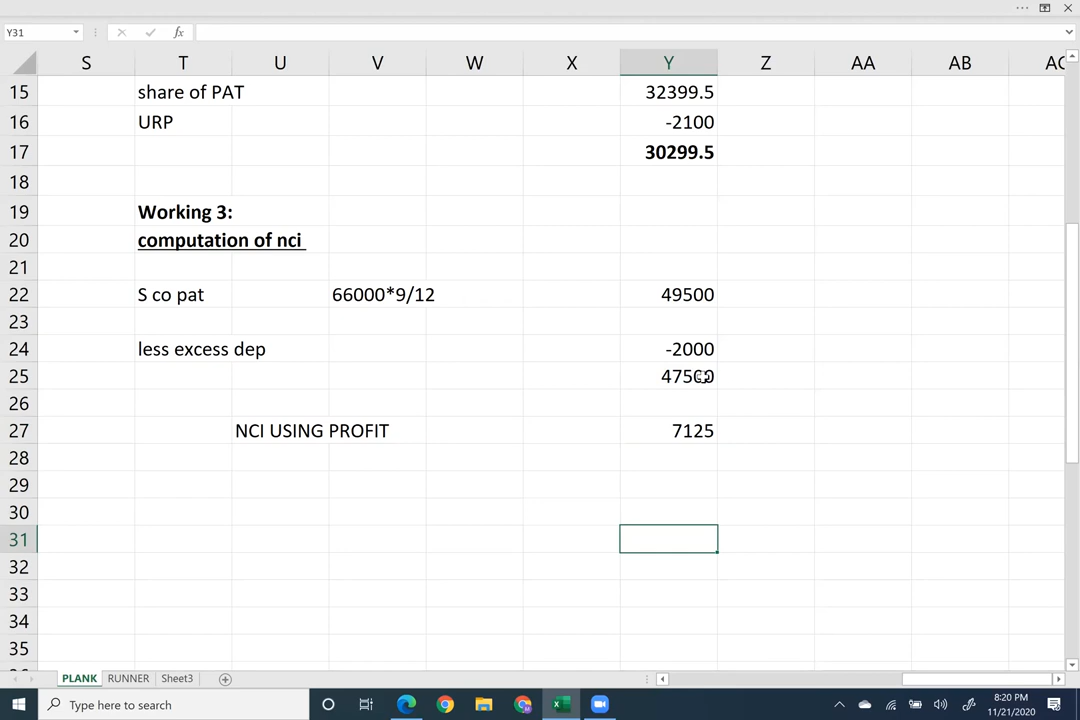 Y31 fx
S T U V W X Y Z AA AB AC
15 share of PAT 32399.5
16 URP -2100
17 30299.5
18
19 Working 3:
20 computation of nci
21
22 S co pat 66000*9/12 49500
23
24 less excess dep -2000
25 47500
26
27 NCI USING PROFIT 7125
28
29
30
31
32
33
34
35
PLANK RUNNER Sheet3
Type here to search
8:20 PM
11/21/2020